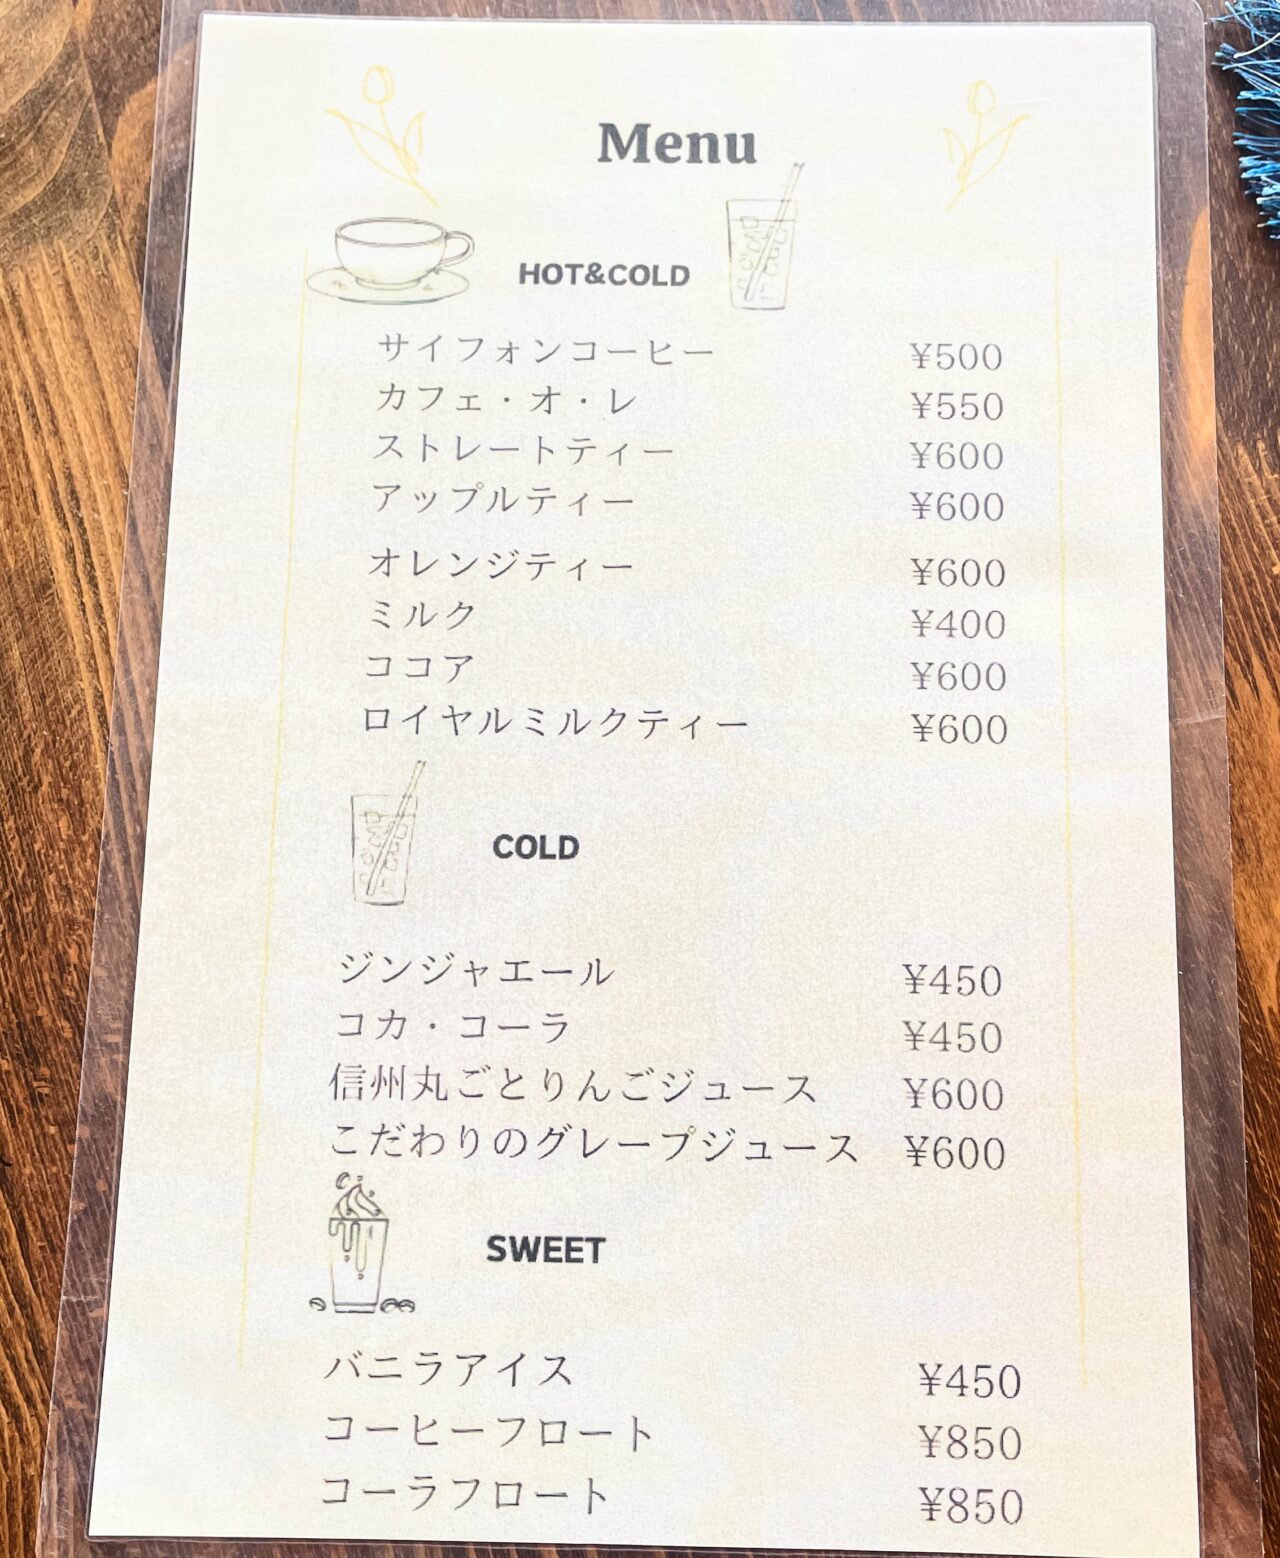 Menu
HOT&COLD
サイフォンコーヒー ¥500
カフェ・オ・レ ¥550
ストレートティー ¥600
アップルティー ¥600
オレンジティー ¥600
ミルク ¥400
ココア ¥600
ロイヤルミルクティー ¥600
COLD
ジンジャエール ¥450
コカ・コーラ ¥450
信州丸ごとりんごジュース ¥600
こだわりのグレープジュース ¥600
SWEET
バニラアイス ¥450
コーヒーフロート ¥850
コーラフロート ¥850